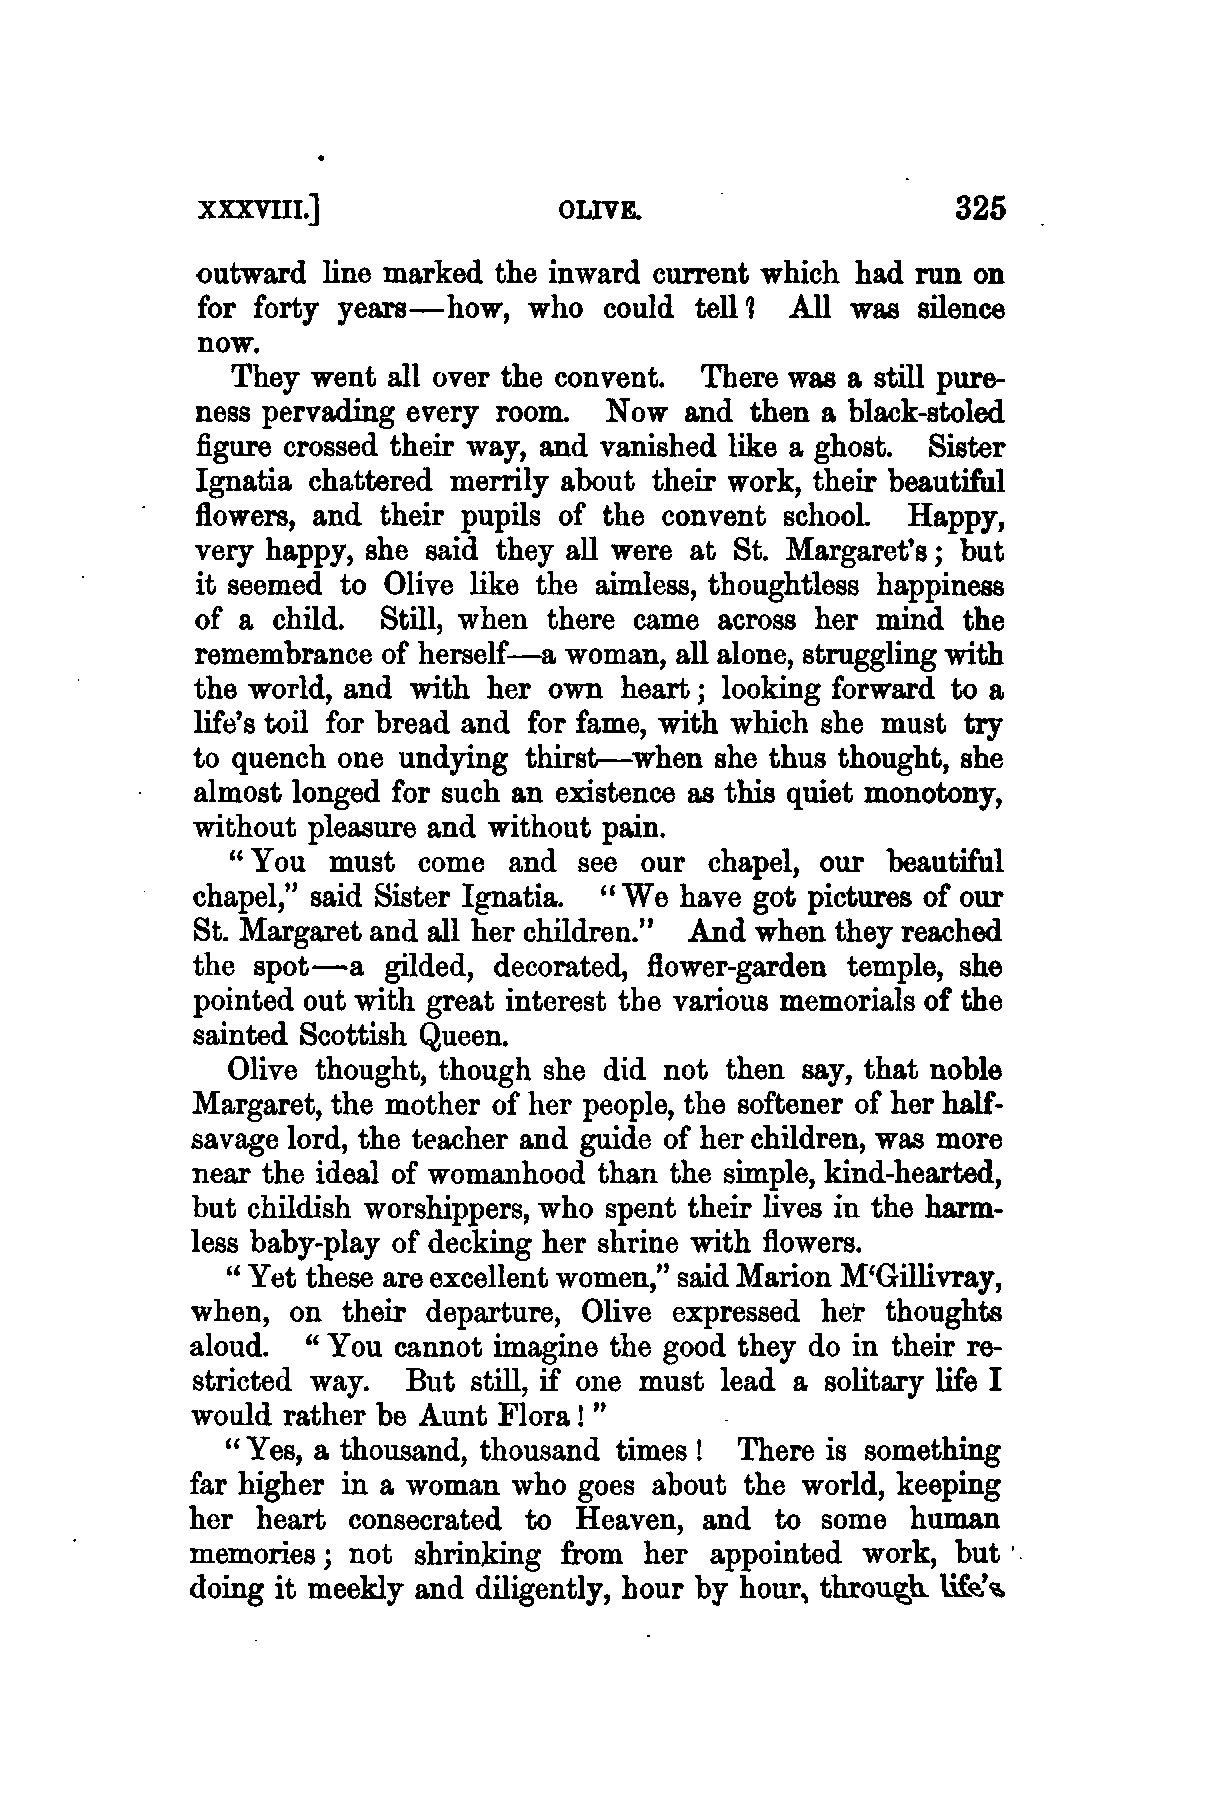 XXXVIII.] OLIVE. 325
outward line marked the inward current which had run on
for forty years—how, who could tell? All was silence
now.
They went all over the convent. There was a still pure-
ness pervading every room. Now and then a black-stoled
figure crossed their way, and vanished like a ghost. Sister
Ignatia chattered merrily about their work, their beautiful
flowers, and their pupils of the convent school. Happy,
very happy, she said they all were at St. Margaret's; but
it seemed to Olive like the aimless, thoughtless happiness
of a child. Still, when there came across her mind the
remembrance of herself—a woman, all alone, struggling with
the world, and with her own heart; looking forward to a
life's toil for bread and for fame, with which she must try
to quench one undying thirst—when she thus thought, she
almost longed for such an existence as this quiet monotony,
without pleasure and without pain.
"You must come and see our chapel, our beautiful
chapel," said Sister Ignatia. "We have got pictures of our
St. Margaret and all her children." And when they reached
the spot—a gilded, decorated, flower-garden temple, she
pointed out with great interest the various memorials of the
sainted Scottish Queen.
Olive thought, though she did not then say, that noble
Margaret, the mother of her people, the softener of her half-
savage lord, the teacher and guide of her children, was more
near the ideal of womanhood than the simple, kind-hearted,
but childish worshippers, who spent their lives in the harm-
less baby-play of decking her shrine with flowers.
"Yet these are excellent women," said Marion M'Gillivray,
when, on their departure, Olive expressed her thoughts
aloud. "You cannot imagine the good they do in their re-
stricted way. But still, if one must lead a solitary life I
would rather be Aunt Flora!"
"Yes, a thousand, thousand times! There is something
far higher in a woman who goes about the world, keeping
her heart consecrated to Heaven, and to some human
memories; not shrinking from her appointed work, but
doing it meekly and diligently, hour by hour, through life's